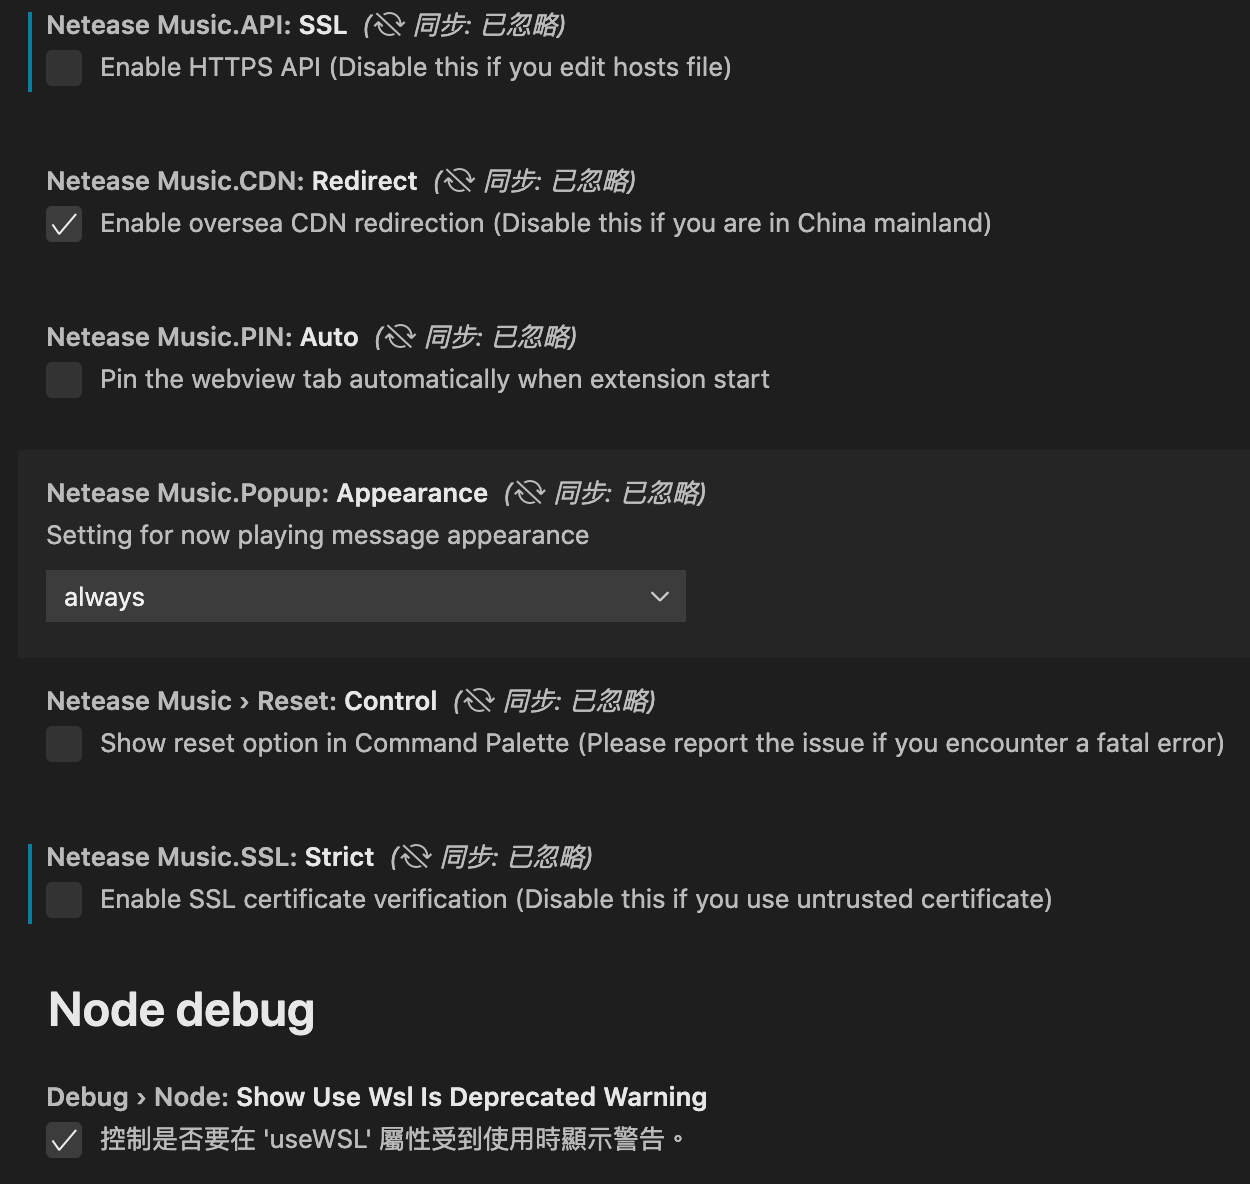 Netease Music.API: SSL (同步: 已忽略)
Enable HTTPS API (Disable this if you edit hosts file)
Netease Music.CDN: Redirect (同步: 已忽略)
Enable oversea CDN redirection (Disable this if you are in China mainland)
Netease Music.PIN: Auto (同步: 已忽略)
Pin the webview tab automatically when extension start
Netease Music.Popup: Appearance (同步: 已忽略)
Setting for now playing message appearance
always
Netease Music › Reset: Control (同步: 已忽略)
Show reset option in Command Palette (Please report the issue if you encounter a fatal error)
Netease Music.SSL: Strict (同步: 已忽略)
Enable SSL certificate verification (Disable this if you use untrusted certificate)
Node debug
Debug › Node: Show Use Wsl Is Deprecated Warning
控制是否要在 'useWSL' 屬性受到使用時顯示警告。